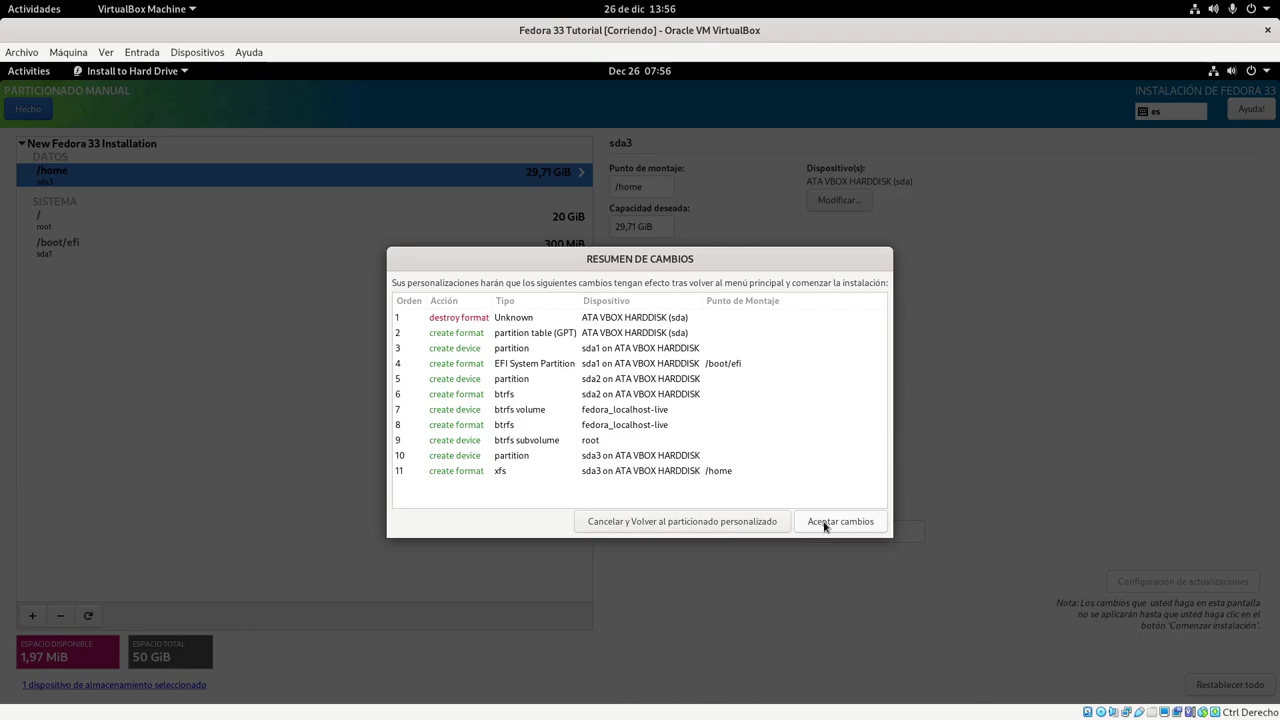 Actividades VirtualBox Machine 26 de dic 13:56
Fedora 33 Tutorial [Corriendo] - Oracle VM VirtualBox
Archivo Máquina Ver Entrada Dispositivos Ayuda
Activities Install to Hard Drive Dec 26 07:56
PARTICIONADO MANUAL INSTALACIÓN DE FEDORA 33
Hecho es Ayuda!
New Fedora 33 Installation
DATOS
/home 29,71 GiB
sda3
SISTEMA
/ 20 GiB
root
/boot/efi 300 MiB
sda1
sda3
Punto de montaje: Dispositivo(s):
/home ATA VBOX HARDDISK (sda)
Modificar...
Capacidad deseada:
29,71 GiB
RESUMEN DE CAMBIOS
Sus personalizaciones harán que los siguientes cambios tengan efecto tras volver al menú principal y comenzar la instalación:
Orden Acción Tipo Dispositivo Punto de Montaje
1 destroy format Unknown ATA VBOX HARDDISK (sda)
2 create format partition table (GPT) ATA VBOX HARDDISK (sda)
3 create device partition sda1 on ATA VBOX HARDDISK
4 create format EFI System Partition sda1 on ATA VBOX HARDDISK /boot/efi
5 create device partition sda2 on ATA VBOX HARDDISK
6 create format btrfs sda2 on ATA VBOX HARDDISK
7 create device btrfs volume fedora_localhost-live
8 create format btrfs fedora_localhost-live
9 create device btrfs subvolume root
10 create device partition sda3 on ATA VBOX HARDDISK
11 create format xfs sda3 on ATA VBOX HARDDISK /home
Cancelar y Volver al particionado personalizado Aceptar cambios
Configuración de actualizaciones
Nota: Los cambios que usted haga en esta pantalla
no se aplicarán hasta que usted haga clic en el
botón 'Comenzar instalación'.
ESPACIO DISPONIBLE ESPACIO TOTAL
1,97 MiB 50 GiB
1 dispositivo de almacenamiento seleccionado Restablecer todo
Ctrl Derecho